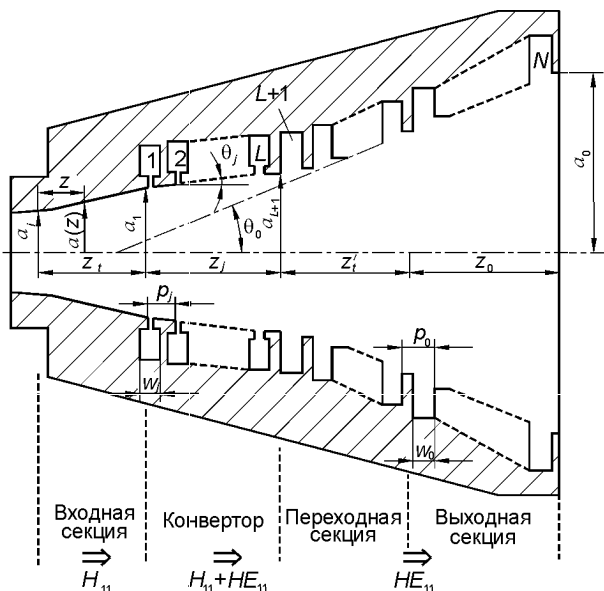 N
L+1
1
2
L
θj
z
ai
a(z)
a1
aL+1
θ0
a0
zt
zj
z't
z0
pj
p0
wj
w0
Входная секция
Конвертор
Переходная секция
Выходная секция
⇒
⇒
⇒
H11
H11+HE11
HE11